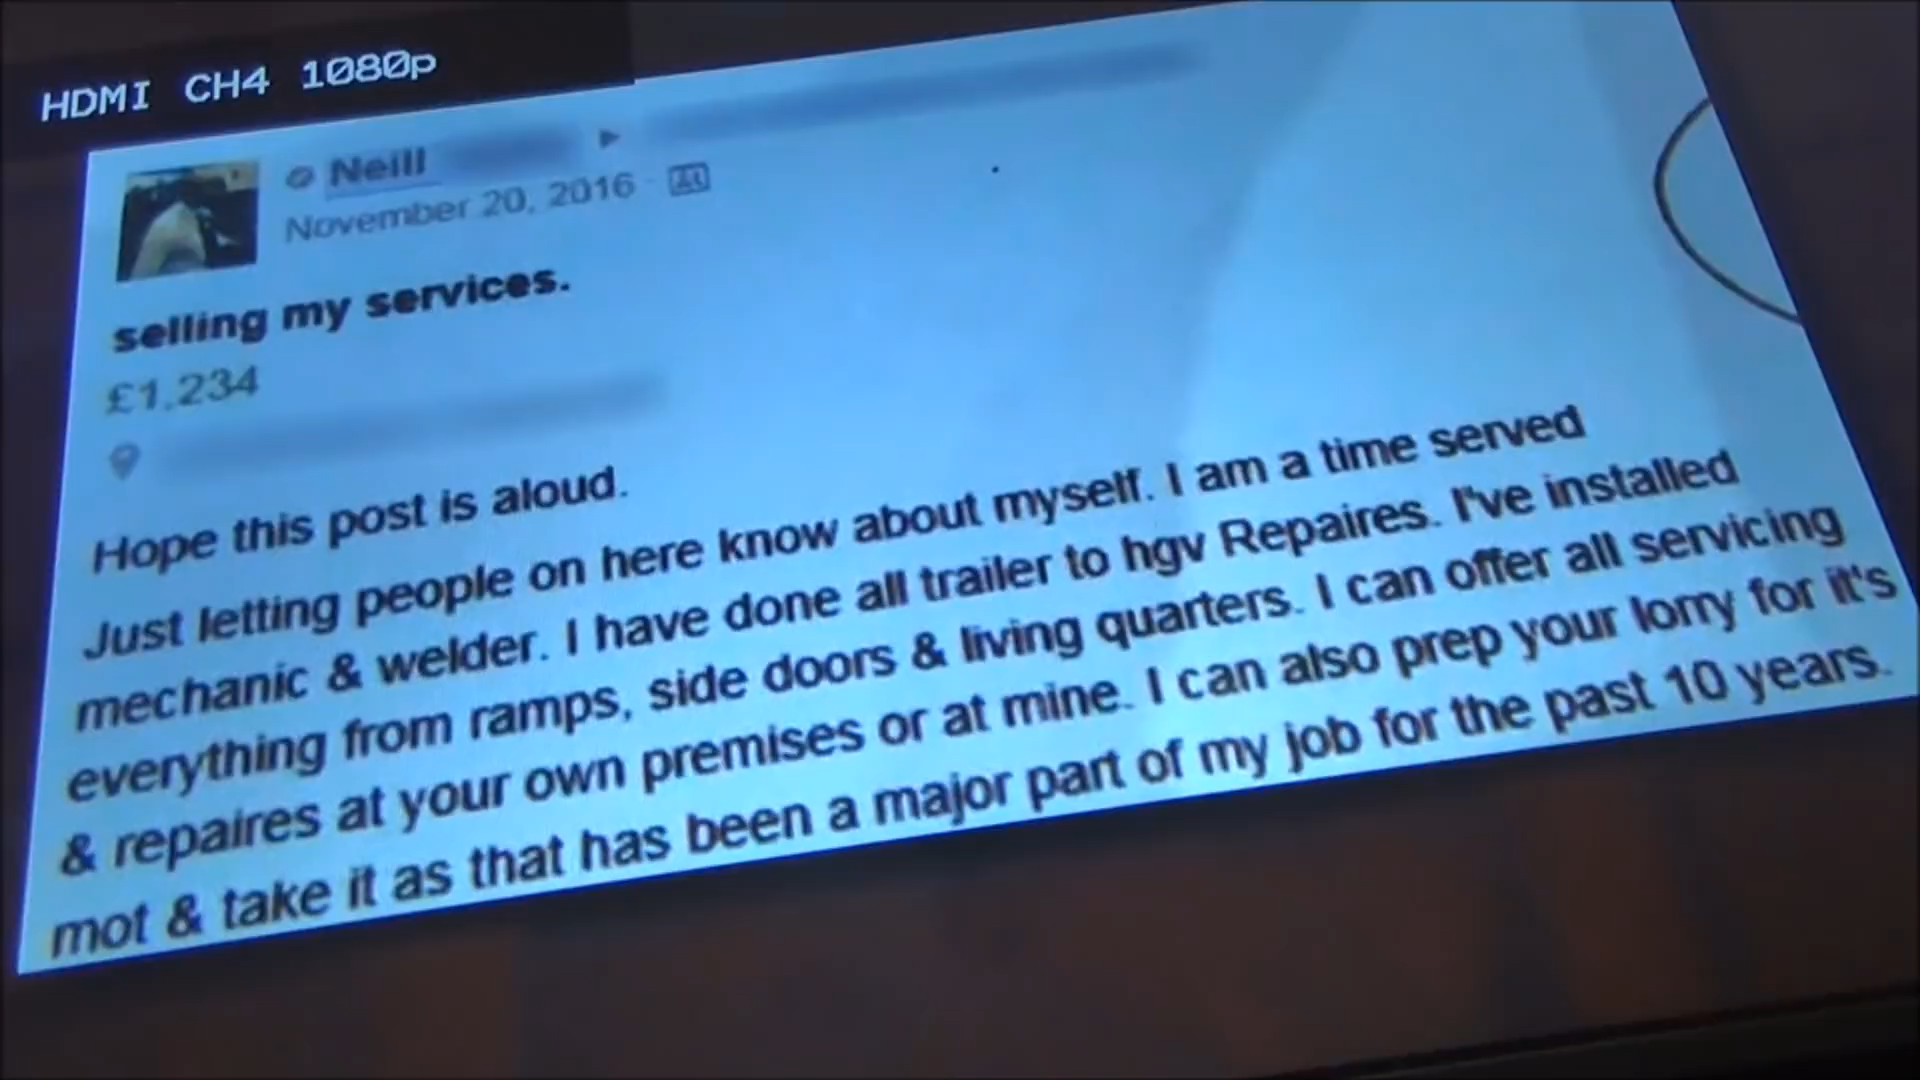 HDMI CH4 1080p
Neill
November 20, 2016
selling my services.
£1,234
Hope this post is aloud.
Just letting people on here know about myself. I am a time served
mechanic & welder. I have done all trailer to hgv Repaires. I've installed
everything from ramps, side doors & living quarters. I can offer all servicing
& repaires at your own premises or at mine. I can also prep your lorry for it's
mot & take it as that has been a major part of my job for the past 10 years.